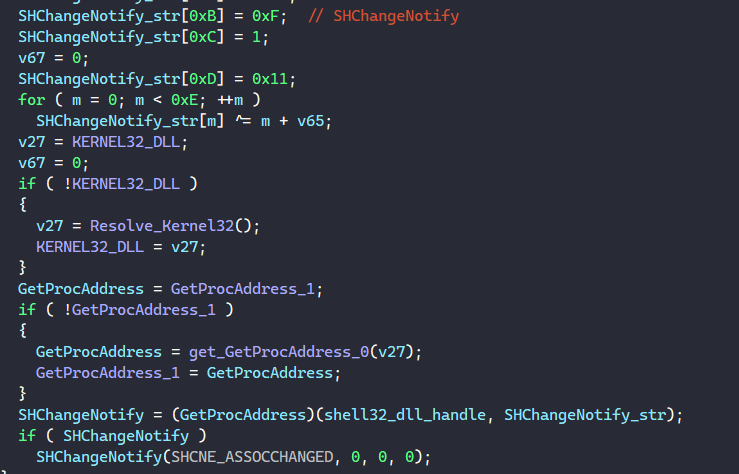 SHChangeNotify_str[0xB] = 0xF;  // SHChangeNotify
SHChangeNotify_str[0xC] = 1;
v67 = 0;
SHChangeNotify_str[0xD] = 0x11;
for ( m = 0; m < 0xE; ++m )
  SHChangeNotify_str[m] ^= m + v65;
v27 = KERNEL32_DLL;
v67 = 0;
if ( !KERNEL32_DLL )
{
  v27 = Resolve_Kernel32();
  KERNEL32_DLL = v27;
}
GetProcAddress = GetProcAddress_1;
if ( !GetProcAddress_1 )
{
  GetProcAddress = get_GetProcAddress_0(v27);
  GetProcAddress_1 = GetProcAddress;
}
SHChangeNotify = (GetProcAddress)(shell32_dll_handle, SHChangeNotify_str);
if ( SHChangeNotify )
  SHChangeNotify(SHCNE_ASSOCCHANGED, 0, 0, 0);